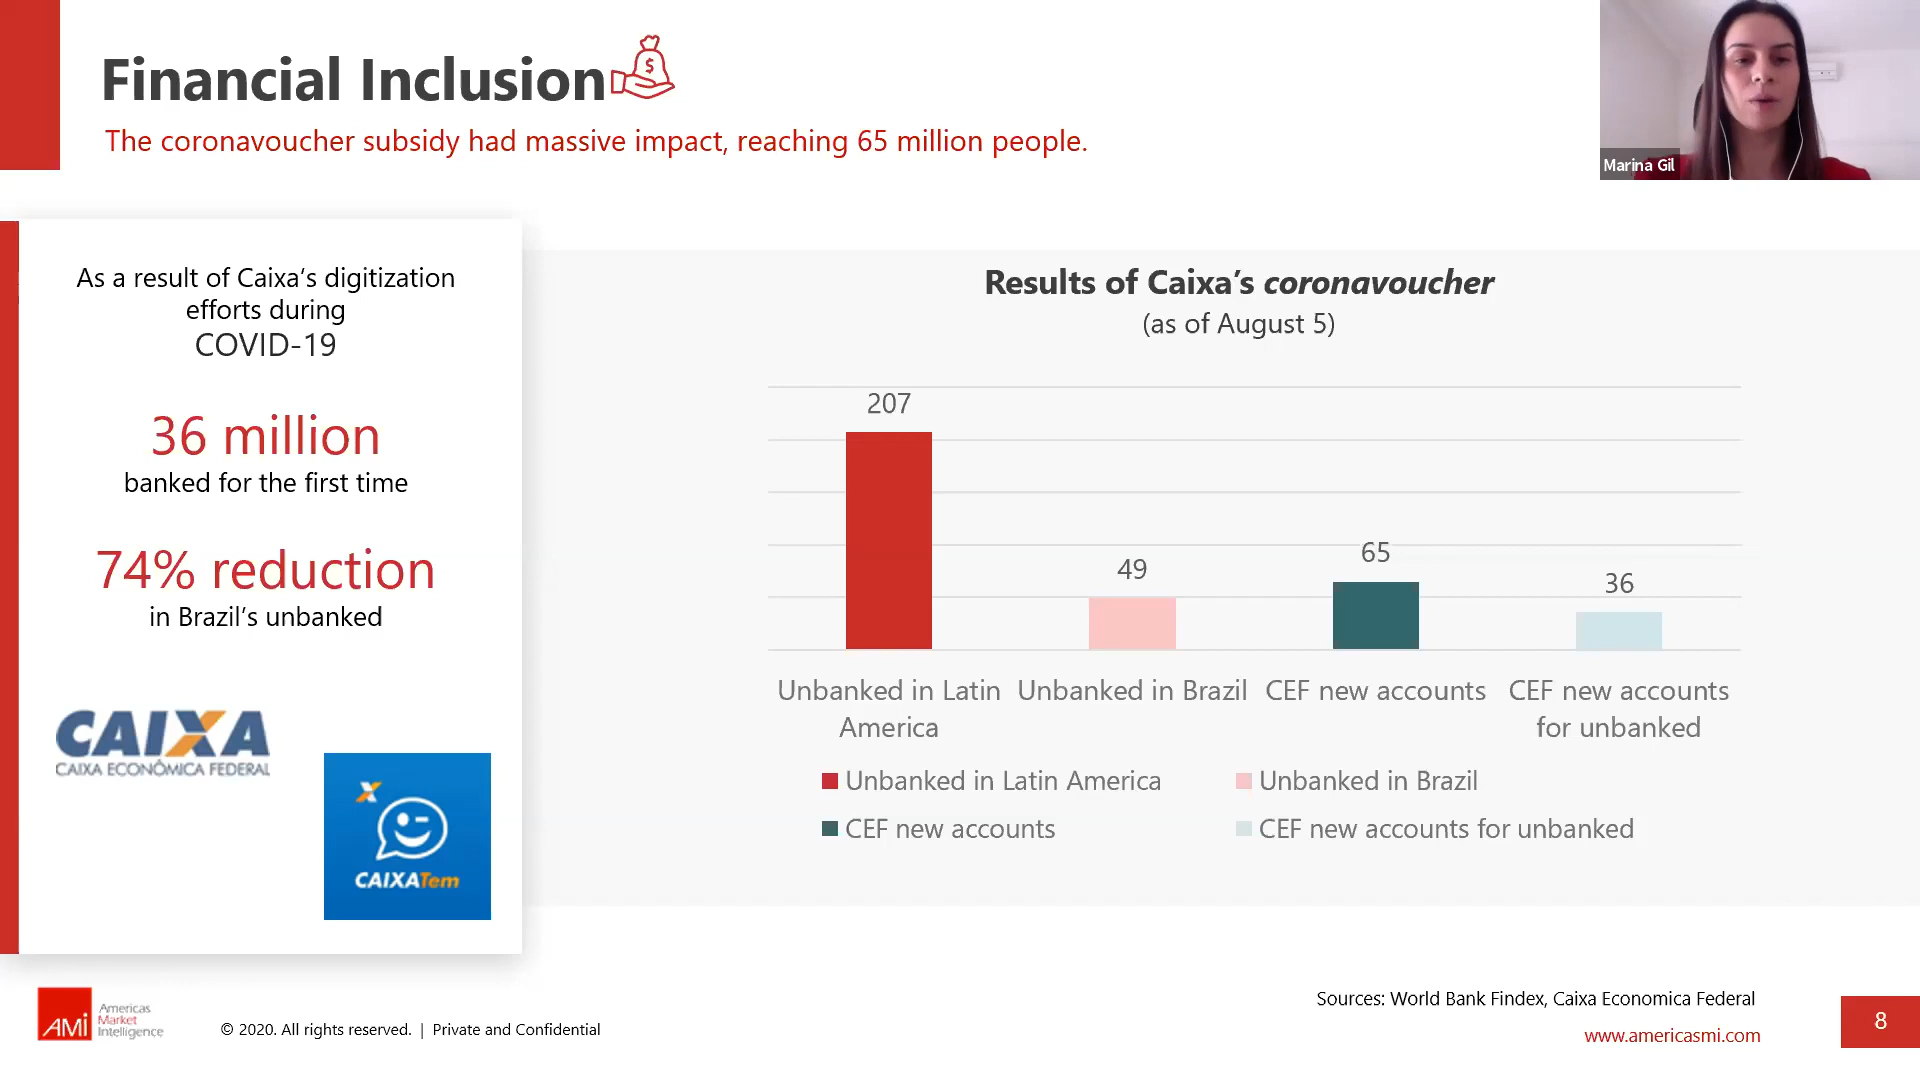 Financial Inclusion
$
The coronavoucher subsidy had massive impact, reaching 65 million people.
Marina Gil
As a result of Caixa‘s digitization
efforts during
COVID-19
36 million
banked for the first time
74% reduction
in Brazil’s unbanked
CAIXA
CAIXA ECONÔMICA FEDERAL
X
CAIXATem
Results of Caixa’s coronavoucher
(as of August 5)
207
49
65
36
Unbanked in Latin America
Unbanked in Brazil
CEF new accounts
CEF new accounts for unbanked
Unbanked in Latin America
Unbanked in Brazil
CEF new accounts
CEF new accounts for unbanked
AMi
Americas
Market
Intelligence
© 2020. All rights reserved. | Private and Confidential
Sources: World Bank Findex, Caixa Economica Federal
www.americasmi.com
8